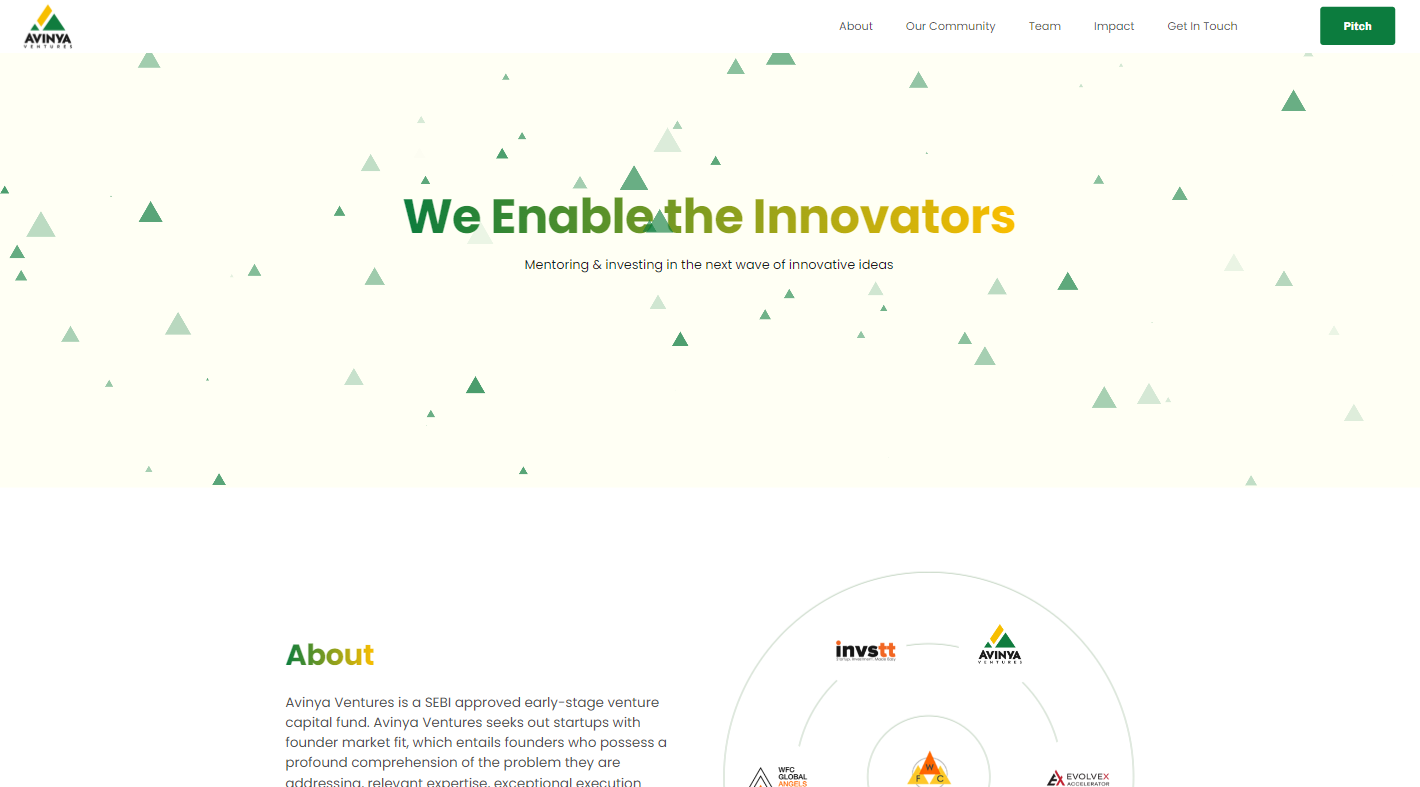 AVINYA
VENTURES
About
Our Community
Team
Impact
Get In Touch
Pitch
We Enable the Innovators
Mentoring & investing in the next wave of innovative ideas
About
Avinya Ventures is a SEBI approved early-stage venture
capital fund. Avinya Ventures seeks out startups with
founder market fit, which entails founders who possess a
profound comprehension of the problem they are
addressing, relevant expertise, exceptional execution
invstt
AVINYA
VENTURES
WFC
GLOBAL
ANGELS
W
F C
EVOLVEX
ACCELERATOR